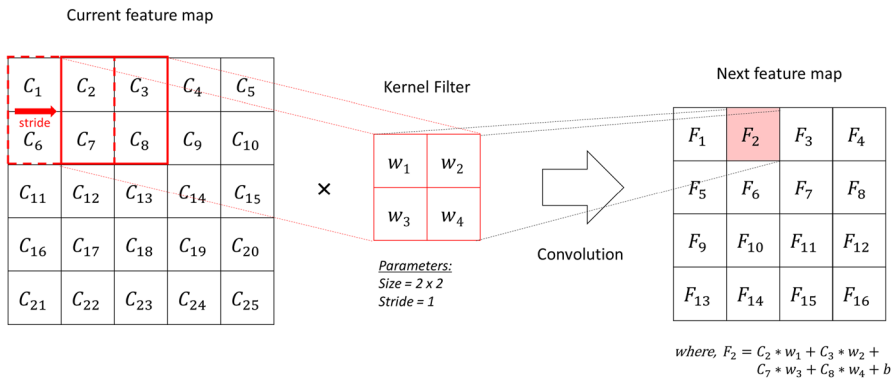 Current feature map
Kernel Filter
Next feature map
C₁ C₂ C₃ C₄ C₅
stride
C₆ C₇ C₈ C₉ C₁₀
C₁₁ C₁₂ C₁₃ C₁₄ C₁₅
C₁₆ C₁₇ C₁₈ C₁₉ C₂₀
C₂₁ C₂₂ C₂₃ C₂₄ C₂₅
×
w₁ w₂
w₃ w₄
Parameters:
Size = 2 x 2
Stride = 1
Convolution
F₁ F₂ F₃ F₄
F₅ F₆ F₇ F₈
F₉ F₁₀ F₁₁ F₁₂
F₁₃ F₁₄ F₁₅ F₁₆
where, F₂ = C₂ * w₁ + C₃ * w₂ +
C₇ * w₃ + C₈ * w₄ + b